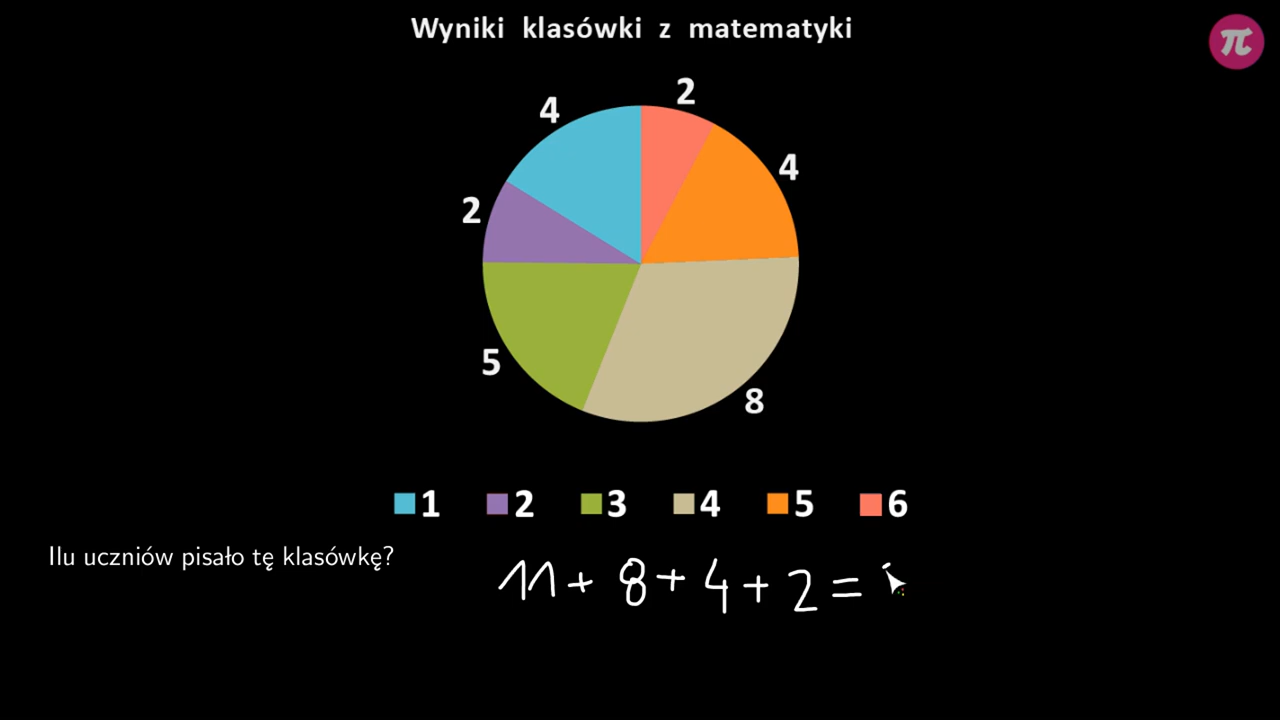 Wyniki klasówki z matematyki
π
2
4
4
2
5
8
1 2 3 4 5 6
Ilu uczniów pisało tę klasówkę?
11 + 8 + 4 + 2 =